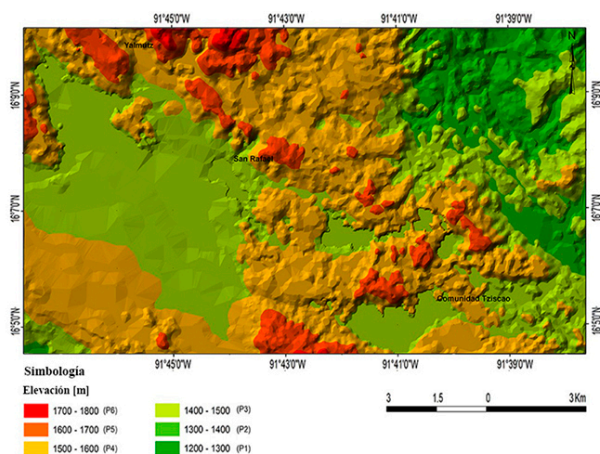 91°45'0"W 91°43'0"W 91°41'0"W 91°39'0"W
N
Yalmutz
16°9'0"N 16°9'0"N
San Rafael
16°7'0"N 16°7'0"N
Comunidad Tziscao
16°5'0"N 16°5'0"N
91°45'0"W 91°43'0"W 91°41'0"W 91°39'0"W
Simbología
Elevación [m]
1700 - 1800 (P6) 1400 - 1500 (P3)
1600 - 1700 (P5) 1300 - 1400 (P2)
1500 - 1600 (P4) 1200 - 1300 (P1)
3 1.5 0 3 Km